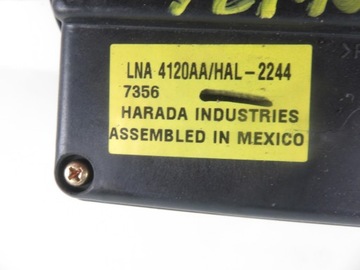 LNA 4120AA/HAL-2244
7356
HARADA INDUSTRIES
ASSEMBLED IN MEXICO